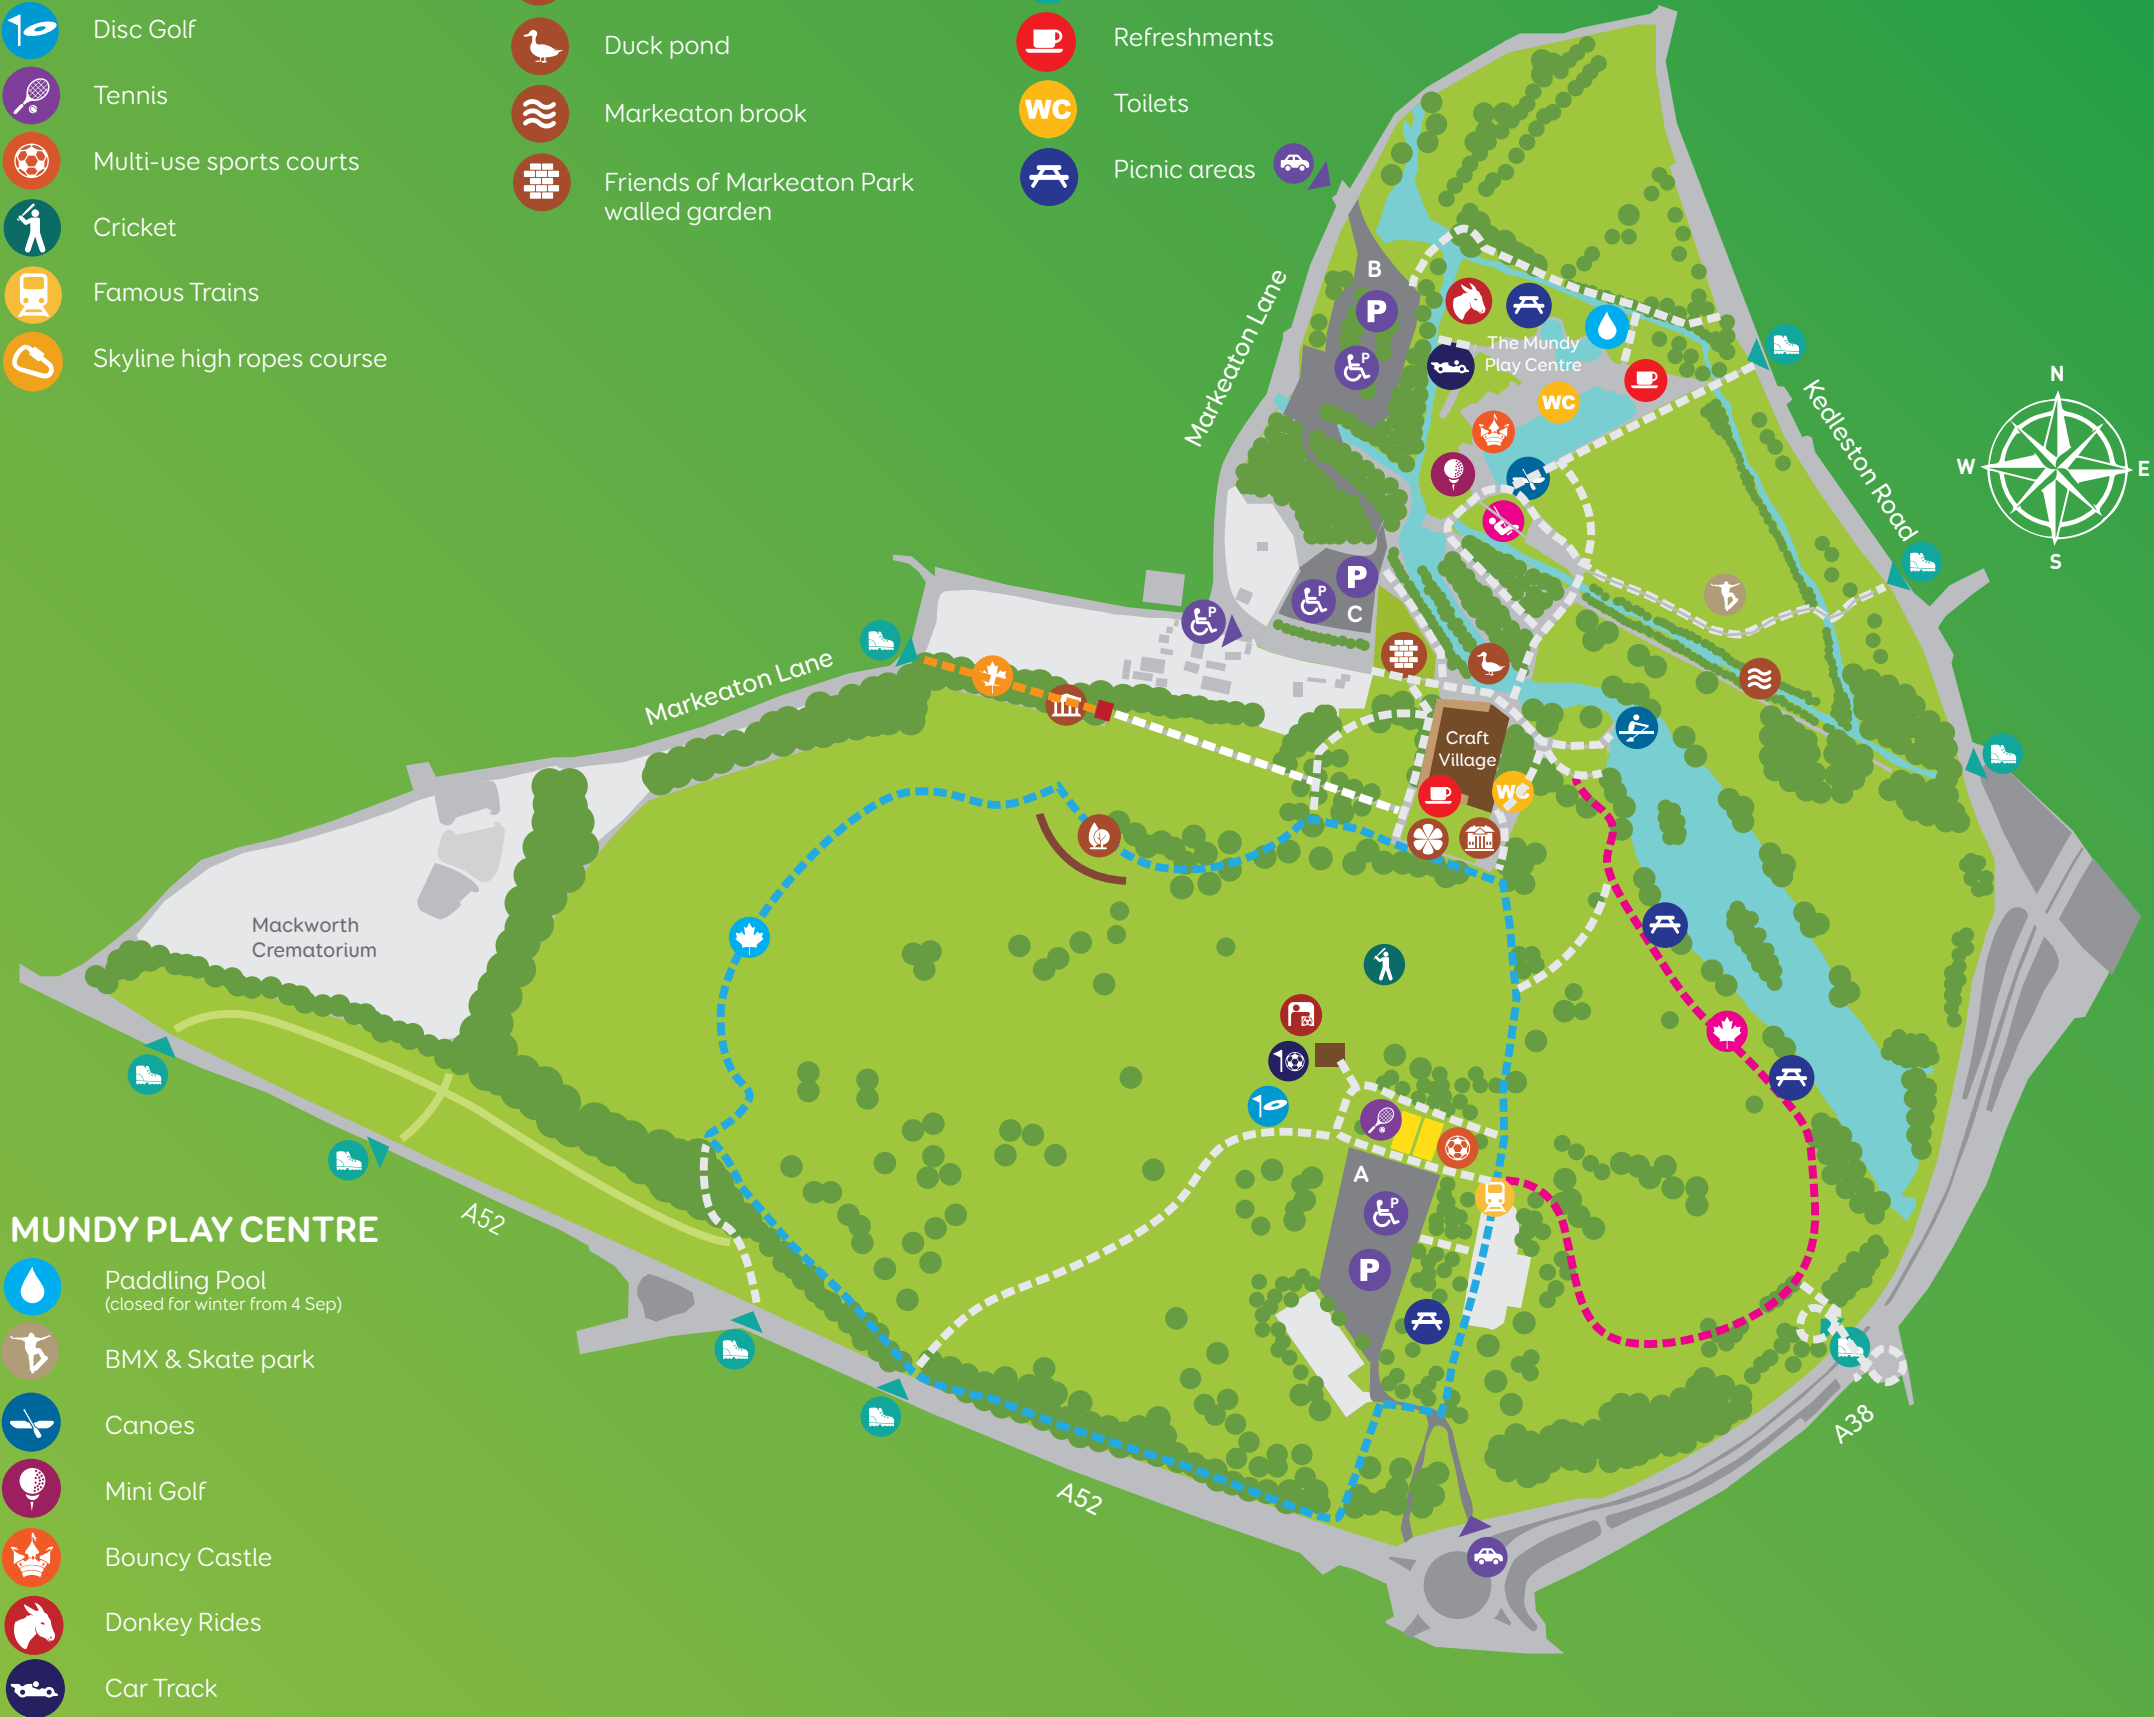 Disc Golf
Tennis
Multi-use sports courts
Cricket
Famous Trains
Skyline high ropes course
Duck pond
Markeaton brook
Friends of Markeaton Park
walled garden
Refreshments
WC
Toilets
Picnic areas
Markeaton Lane
B
P
P
The Mundy
Play Centre
WC
Kedleston Road
N
W
E
S
P
P
C
P
Markeaton Lane
Craft
Village
WC
Mackworth
Crematorium
A
P
P
A52
A52
A38
MUNDY PLAY CENTRE
Paddling Pool
(closed for winter from 4 Sep)
BMX & Skate park
Canoes
Mini Golf
Bouncy Castle
Donkey Rides
Car Track